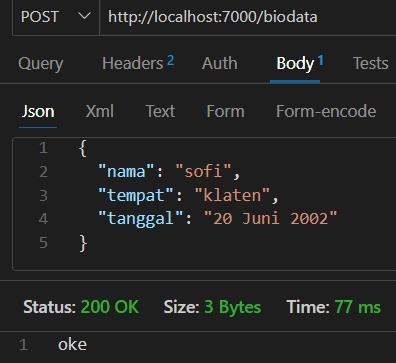 POST http://localhost:7000/biodata
Query Headers 2 Auth Body 1 Tests
Json Xml Text Form Form-encode
1 {
2 "nama": "sofi",
3 "tempat": "klaten",
4 "tanggal": "20 Juni 2002"
5 }
Status: 200 OK Size: 3 Bytes Time: 77 ms
1 oke